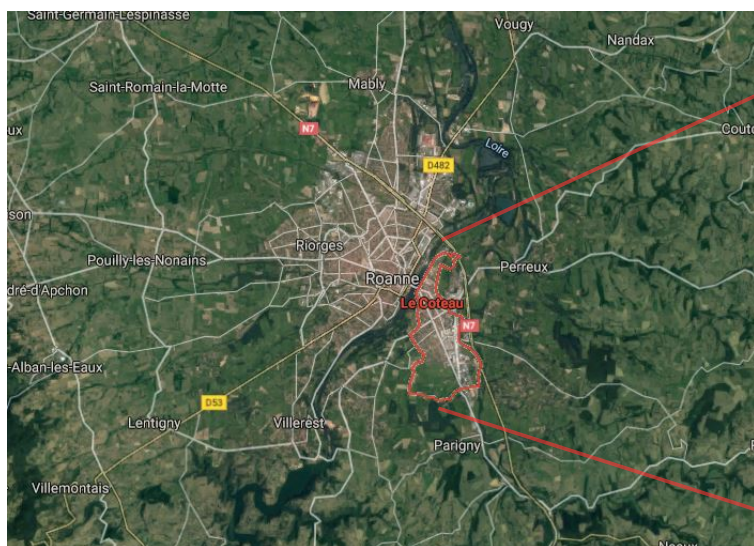 Saint-Germain-Lespinasse
Vougy
Nandax
Mably
Saint-Romain-la-Motte
N7
Loire
D482
Riorges
Pouilly-les-Nonains
Perreux
Roanne
Le Coteau
N7
-Alban-les-Eaux
D53
Lentigny
Villerest
Parigny
Villemontais